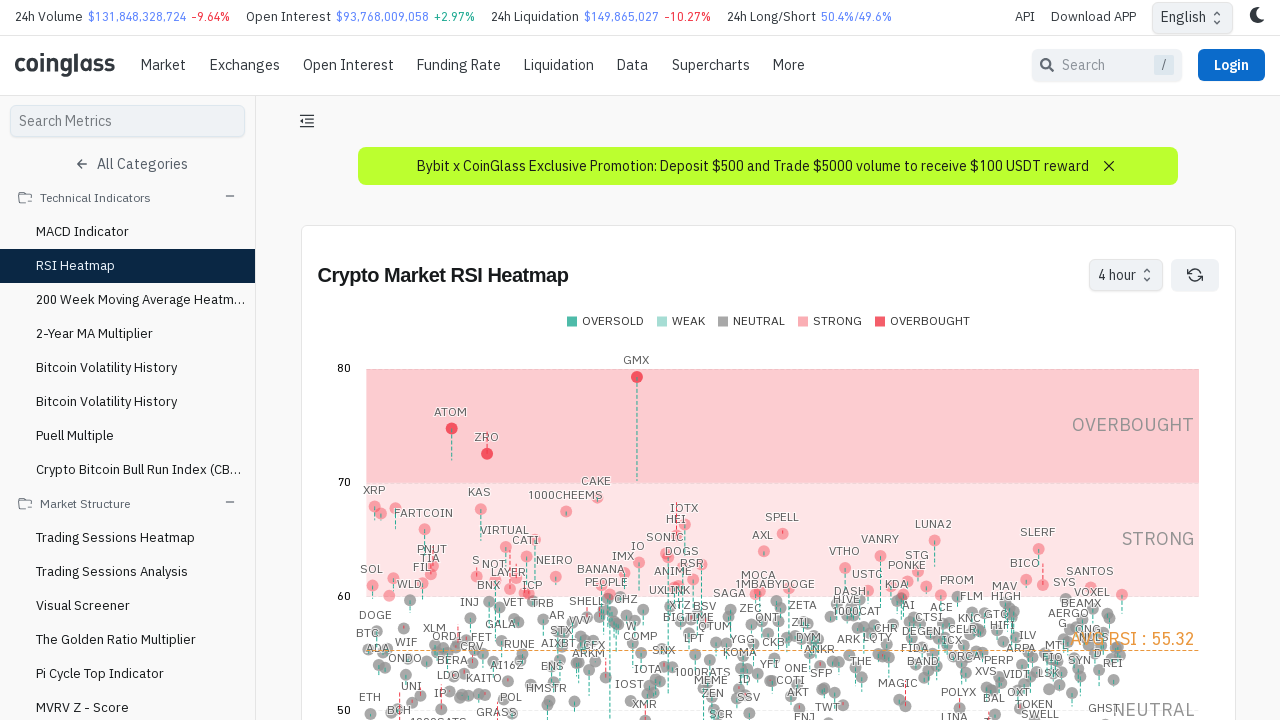 24h Volume $131,848,328,724 -9.64% Open Interest $93,768,009,058 +2.97% 24h Liquidation $149,865,027 -10.27% 24h Long/Short 50.4%/49.6% API Download APP English
coinglass Market Exchanges Open Interest Funding Rate Liquidation Data Supercharts More Search / Login
Search Metrics
All Categories
Technical Indicators
MACD Indicator
RSI Heatmap
200 Week Moving Average Heatm...
2-Year MA Multiplier
Bitcoin Volatility History
Bitcoin Volatility History
Puell Multiple
Crypto Bitcoin Bull Run Index (CB...
Market Structure
Trading Sessions Heatmap
Trading Sessions Analysis
Visual Screener
The Golden Ratio Multiplier
Pi Cycle Top Indicator
MVRV Z - Score
Bybit x CoinGlass Exclusive Promotion: Deposit $500 and Trade $5000 volume to receive $100 USDT reward
Crypto Market RSI Heatmap
4 hour
OVERSOLD WEAK NEUTRAL STRONG OVERBOUGHT
80
GMX
ATOM
OVERBOUGHT
ZRO
70
CAKE
XRP KAS 1000CHEEMS
IOTX
FARTCOIN HEI SPELL
LUNA2
VIRTUAL SLERF
CATI SONIC AXL VANRY STRONG
PNUT IO DOGS VTHO
TIA S NOT NEIRO IMX STG
FIL RSR PONKE BICO
SOL LAYER BANANA ANIME MOCA USTC SANTOS
WLD BNX ICP PEOPLE UXLINK 1MBABYDOGE KDA PROM MAV SYS
SAGA DASH VOXEL
60
INJ VET TRB SHELL CHZ XTZ BSV ZEC ZETA HIVE AI ACE FLM HIGH BEAMX
DOGE GALA AR BIGTIME QNT 1000CAT CTSI KNC GTC AERGO
BTC XLM STX W QTUM ZIL CHR DEGEN CELR HIFI
WIF ORDI FET AIXBT COMP LPT YGG CKB DYM ARK LQTY ICX ILV AVG RSI : 55.32
ADA CRV RUNE CFX SNX KOMA ANKR FIDA ARPA MTL
ONDO BERA AI16Z ENS ARKM IOTA YFI ONE THE BAND ORCA PERP FIO SYN REI
LDO KAITO 100PRATS SFP XVS VIDT LSK
UNI HMSTR IOST MEME ID COTI MAGIC
ETH IP POL XMR ZEN SSV AKT TWT POLYX BAL OXT TOKEN
BCH GRASS SCR ENJ LINA SWELL GHST NEUTRAL
50